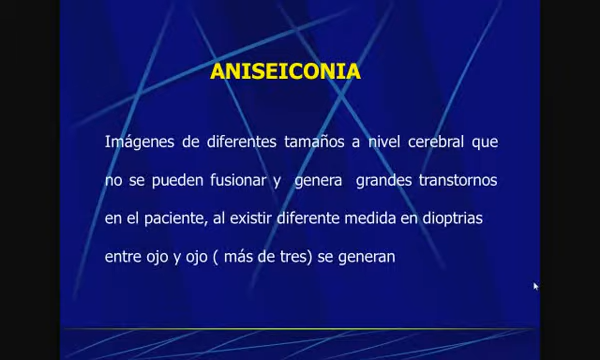 ANISEICONIA
Imágenes de diferentes tamaños a nivel cerebral que
no se pueden fusionar y genera grandes transtornos
en el paciente, al existir diferente medida en dioptrias
entre ojo y ojo ( más de tres) se generan